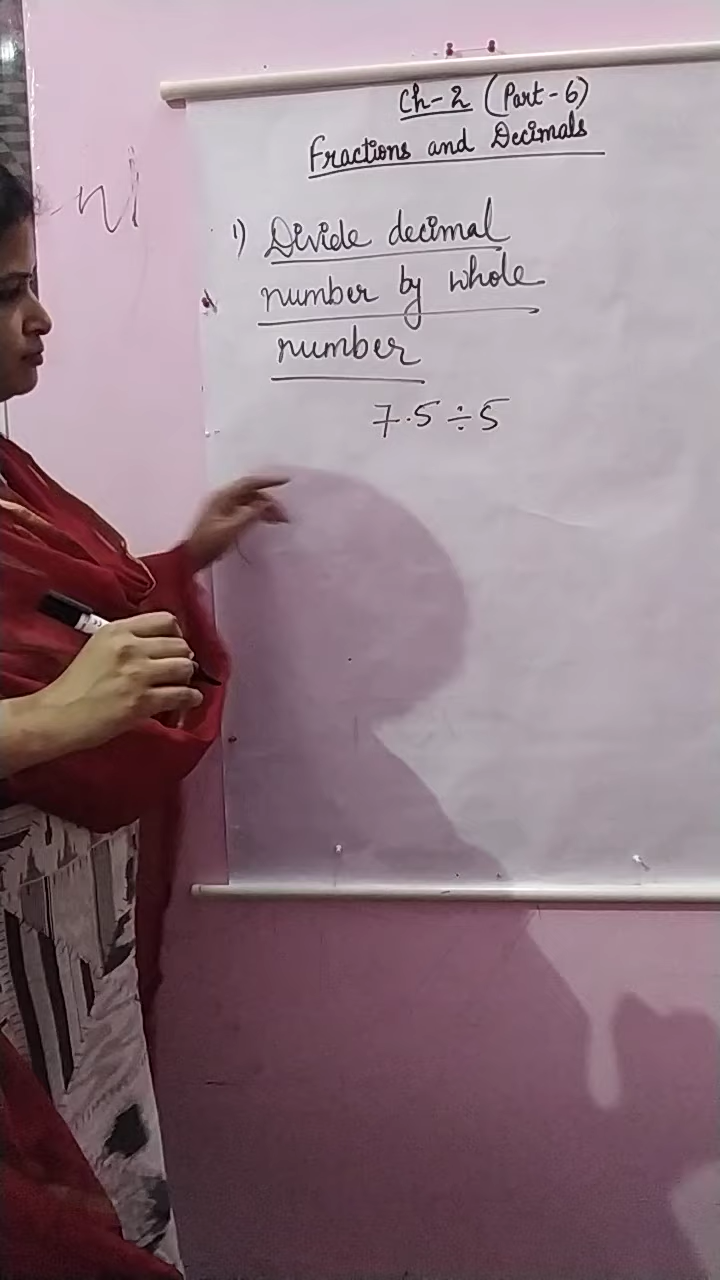 Ch-2 (Part-6)
Fractions and Decimals
1) Divide decimal
number by whole
number
7.5÷5